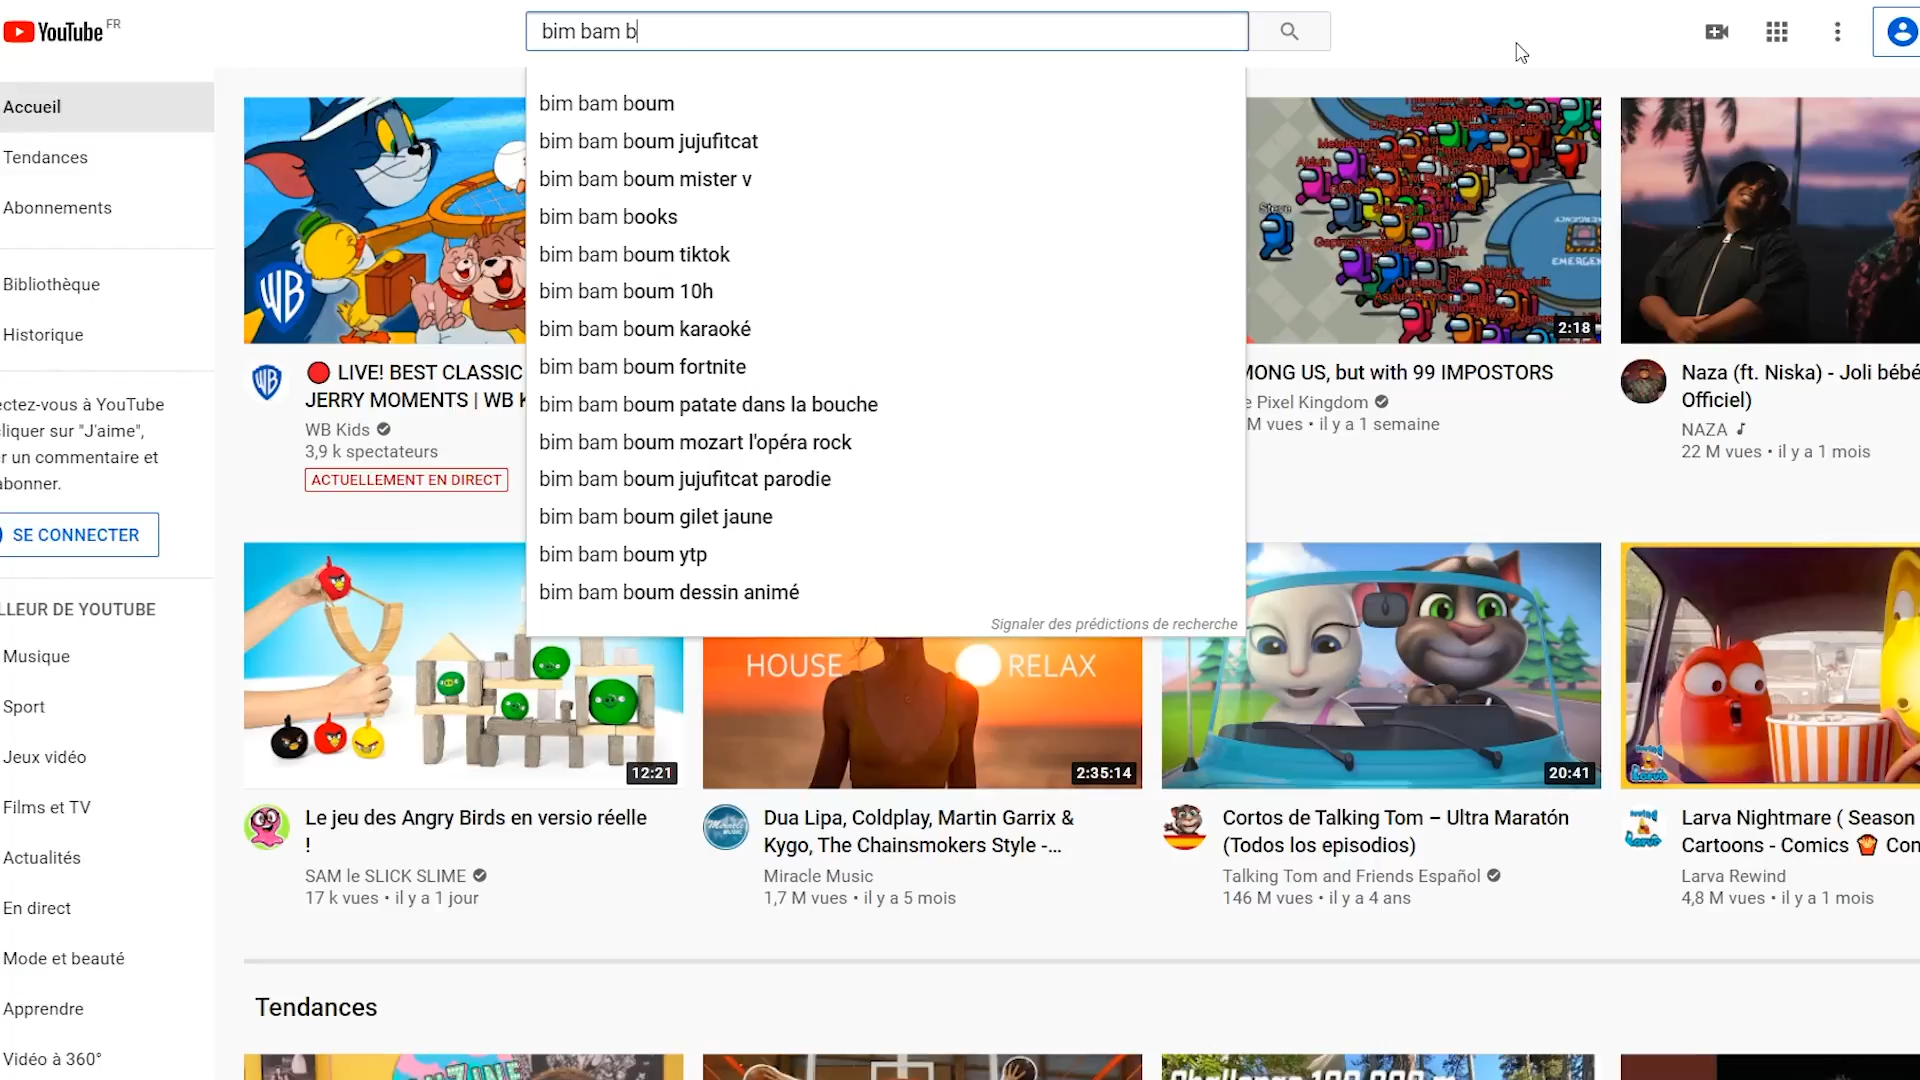 YouTube FR
bim bam b
Accueil
Tendances
Abonnements
Bibliothèque
Historique
ectez-vous à YouTube
cliquer sur "J'aime",
r un commentaire et
abonner.
SE CONNECTER
LLEUR DE YOUTUBE
Musique
Sport
Jeux vidéo
Films et TV
Actualités
En direct
Mode et beauté
Apprendre
Vidéo à 360°
bim bam boum
bim bam boum jujufitcat
bim bam boum mister v
bim bam books
bim bam boum tiktok
bim bam boum 10h
bim bam boum karaoké
bim bam boum fortnite
bim bam boum patate dans la bouche
bim bam boum mozart l'opéra rock
bim bam boum jujufitcat parodie
bim bam boum gilet jaune
bim bam boum ytp
bim bam boum dessin animé
Signaler des prédictions de recherche
WB
LIVE! BEST CLASSIC
JERRY MOMENTS | WB K
WB Kids
3,9 k spectateurs
ACTUELLEMENT EN DIRECT
Steve
2:18
MONG US, but with 99 IMPOSTORS
e Pixel Kingdom
M vues • il y a 1 semaine
Naza (ft. Niska) - Joli bébé
Officiel)
NAZA
22 M vues • il y a 1 mois
12:21
Le jeu des Angry Birds en versio réelle
!
SAM le SLICK SLIME
17 k vues • il y a 1 jour
HOUSE RELAX
2:35:14
Dua Lipa, Coldplay, Martin Garrix &
Kygo, The Chainsmokers Style -...
Miracle Music
1,7 M vues • il y a 5 mois
20:41
Cortos de Talking Tom – Ultra Maratón
(Todos los episodios)
Talking Tom and Friends Español
146 M vues • il y a 4 ans
Larva Nightmare ( Season
Cartoons - Comics 🍟 Con
Larva Rewind
4,8 M vues • il y a 1 mois
Tendances
Challenge 100 000 m